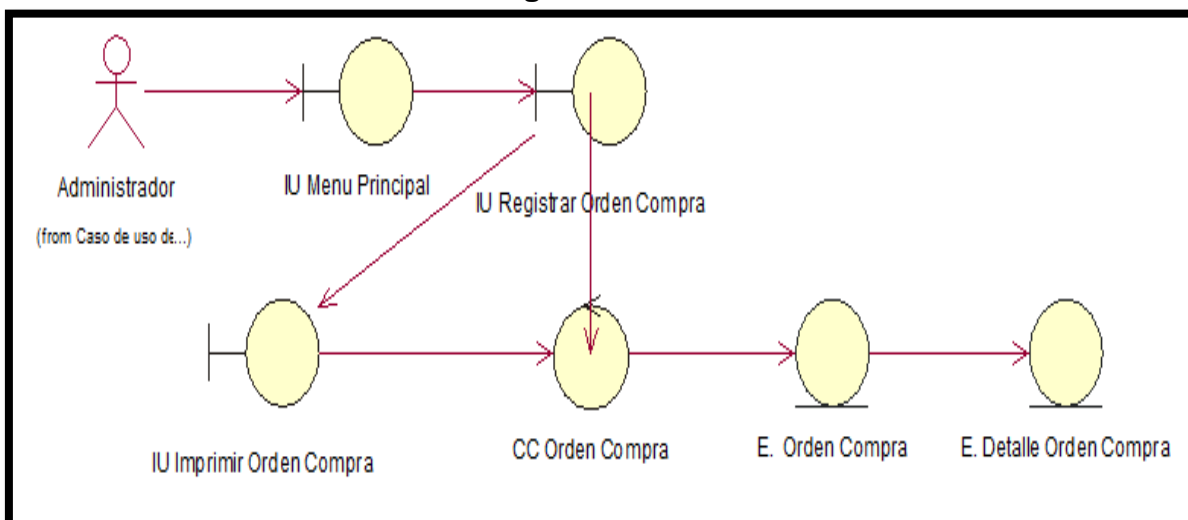 IU Menu Principal
Administrador
IU Registrar Orden Compra
(from Caso de uso de...)
IU Imprimir Orden Compra
CC Orden Compra
E. Orden Compra
E. Detalle Orden Compra